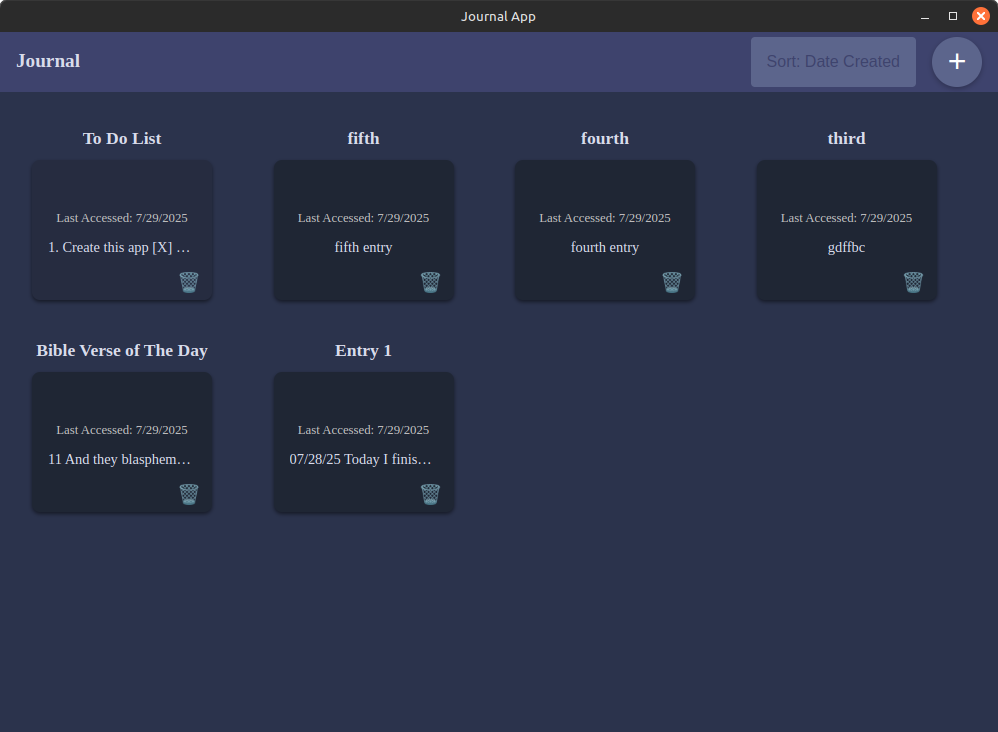 Journal App
Journal
Sort: Date Created
+
To Do List
fifth
fourth
third
Last Accessed: 7/29/2025
Last Accessed: 7/29/2025
Last Accessed: 7/29/2025
Last Accessed: 7/29/2025
1. Create this app [X] …
fifth entry
fourth entry
gdffbc
Bible Verse of The Day
Entry 1
Last Accessed: 7/29/2025
Last Accessed: 7/29/2025
11 And they blasphem…
07/28/25 Today I finis…